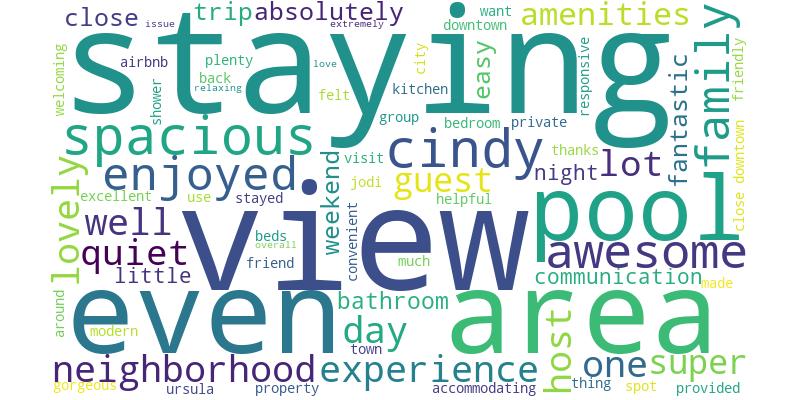 close
issue
trip
absolutely
extremely
want
downtown
amenities
staying
family
welcoming
airbnb
plenty
back
relaxing
love
felt
city
kitchen
easy
responsive
friendly
shower
group
bedroom
private
fantastic
spacious
enjoyed
weekend
visit
jodi
cindy
guest
thanks
night
lot
lovely
excellent
use
stayed
helpful
close downtown
well
view
pool
quiet
beds
overall
friend
convenient
much
awesome
little
communication
made
around
modern
even
bathroom
day
town
area
neighborhood
experience
host
one
super
gorgeous
ursula
property
accommodating
thing
spot
provided